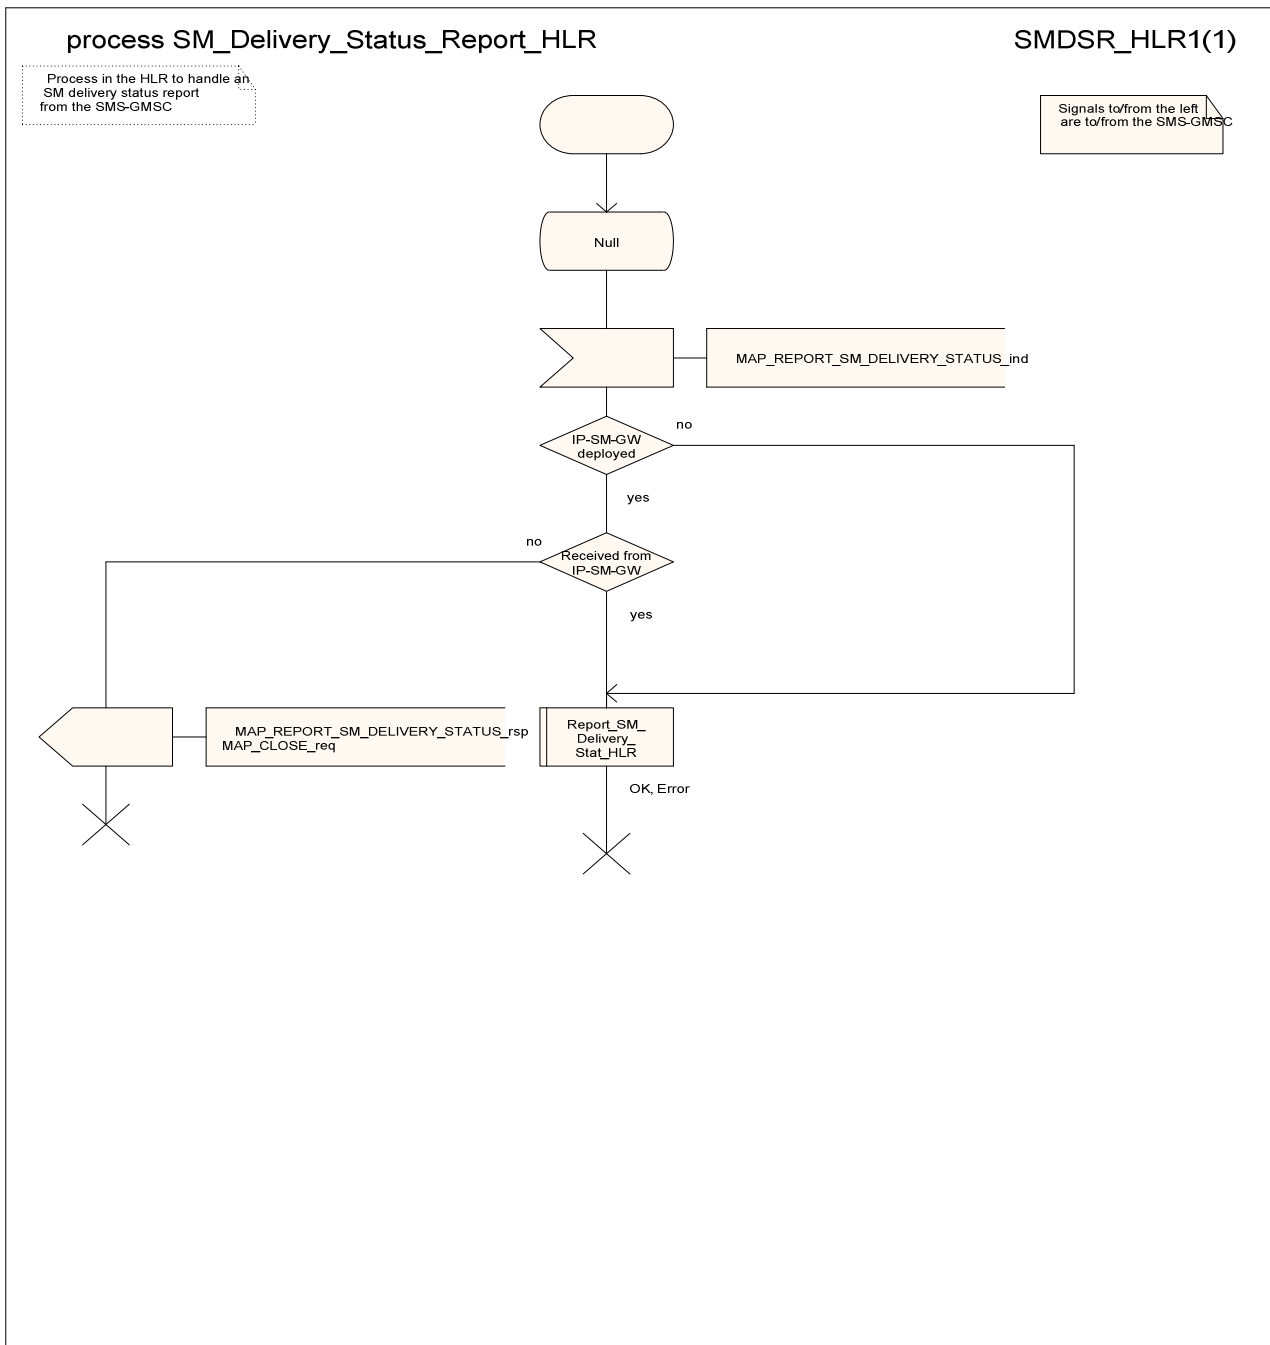 process SM_Delivery_Status_Report_HLR
SMDSR_HLR1(1)
Process in the HLR to handle an
SM delivery status report
from the SMS-GMSC
Signals to/from the left
are to/from the SMS-GMSC
Null
MAP_REPORT_SM_DELIVERY_STATUS_ind
no
IP-SM-GW
deployed
yes
no
Received from
IP-SM-GW
yes
MAP_REPORT_SM_DELIVERY_STATUS_rsp
MAP_CLOSE_req
Report_SM_
Delivery_
Stat_HLR
OK, Error